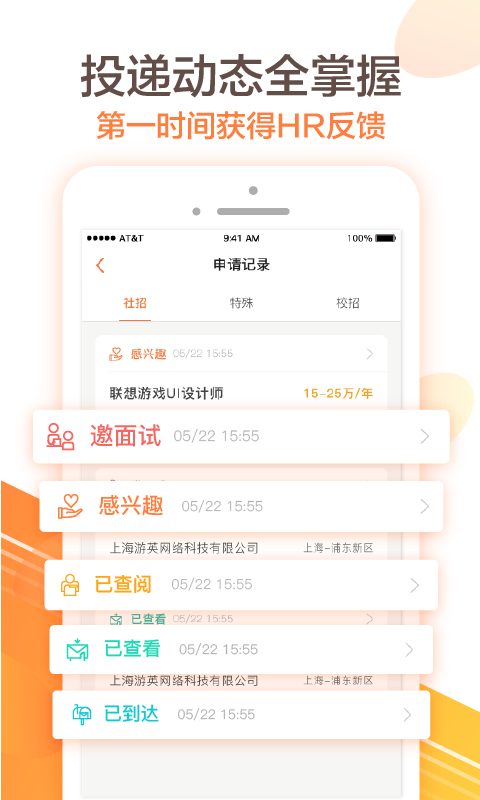 投递动态全掌握
第一时间获得HR反馈
AT&T 9:41 AM 100%
申请记录
社招 特殊 校招
感兴趣 05/22 15:55
联想游戏UI设计师 15-25万/年
邀面试 05/22 15:55
感兴趣 05/22 15:55
上海游英网络科技有限公司 上海-浦东新区
已查阅 05/22 15:55
已查看 05/22 15:55
已查看 05/22 15:55
上海游英网络科技有限公司 上海-浦东新区
已到达 05/22 15:55